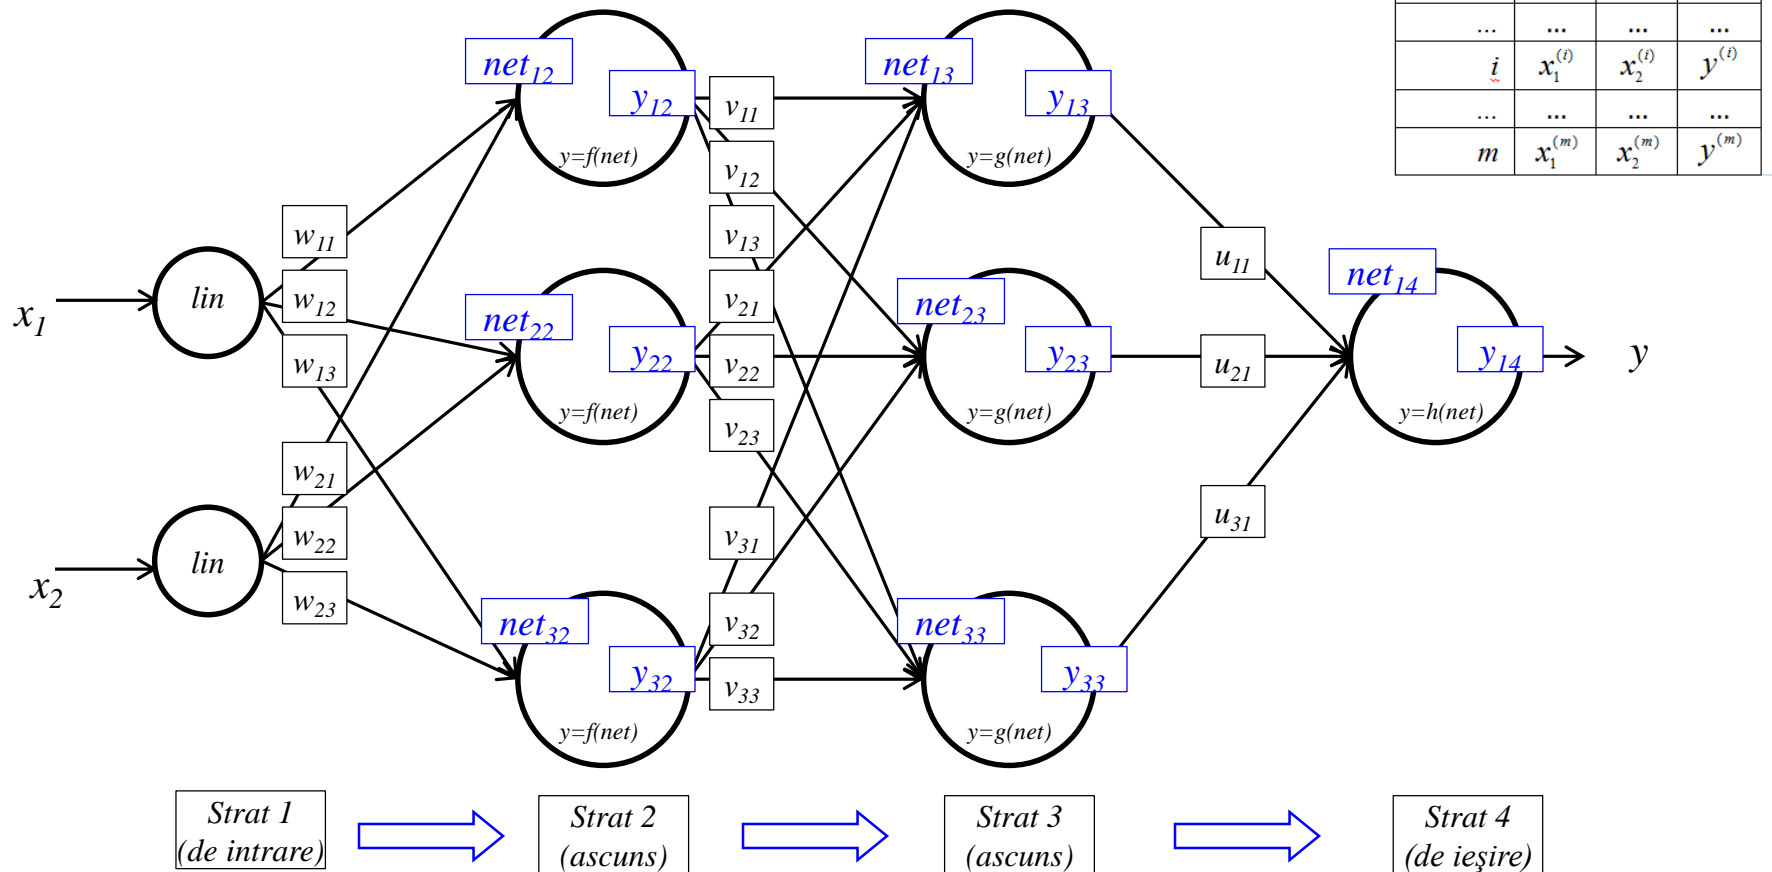 ... ... ... ...
i x₁⁽ⁱ⁾ x₂⁽ⁱ⁾ y⁽ⁱ⁾
... ... ... ...
m x₁⁽ᵐ⁾ x₂⁽ᵐ⁾ y⁽ᵐ⁾
x₁
lin
x₂
lin
w₁₁
w₁₂
w₁₃
w₂₁
w₂₂
w₂₃
net₁₂
y₁₂
y=f(net)
net₂₂
y₂₂
y=f(net)
net₃₂
y₃₂
y=f(net)
v₁₁
v₁₂
v₁₃
v₂₁
v₂₂
v₂₃
v₃₁
v₃₂
v₃₃
net₁₃
y₁₃
y=g(net)
net₂₃
y₂₃
y=g(net)
net₃₃
y₃₃
y=g(net)
u₁₁
u₂₁
u₃₁
net₁₄
y₁₄
y=h(net)
y
Strat 1
(de intrare)
Strat 2
(ascuns)
Strat 3
(ascuns)
Strat 4
(de ieşire)